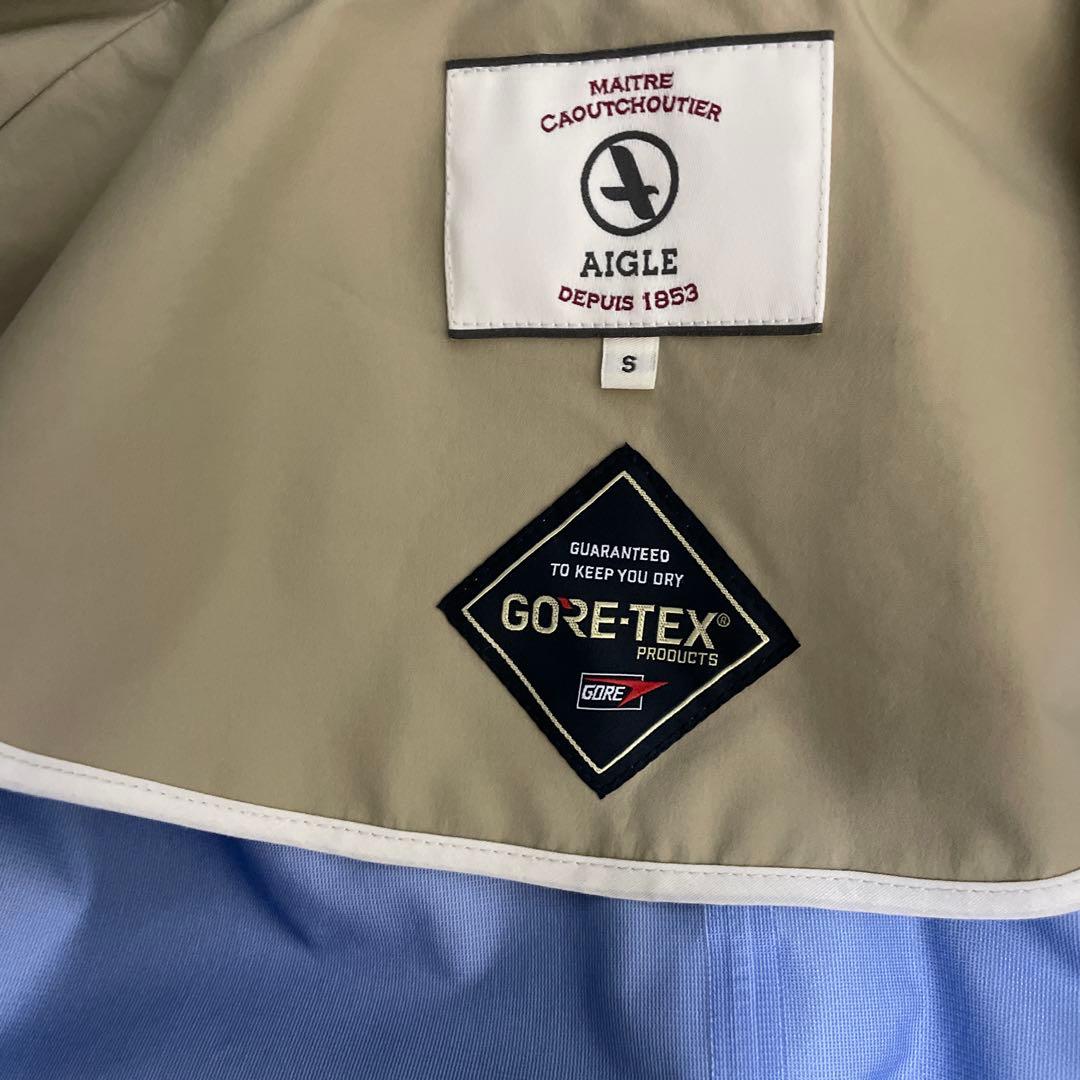 MAITRE
CAOUTCHOUTIER
AIGLE
DEPUIS 1853
S
GUARANTEED
TO KEEP YOU DRY
GORE-TEX®
PRODUCTS
GORE